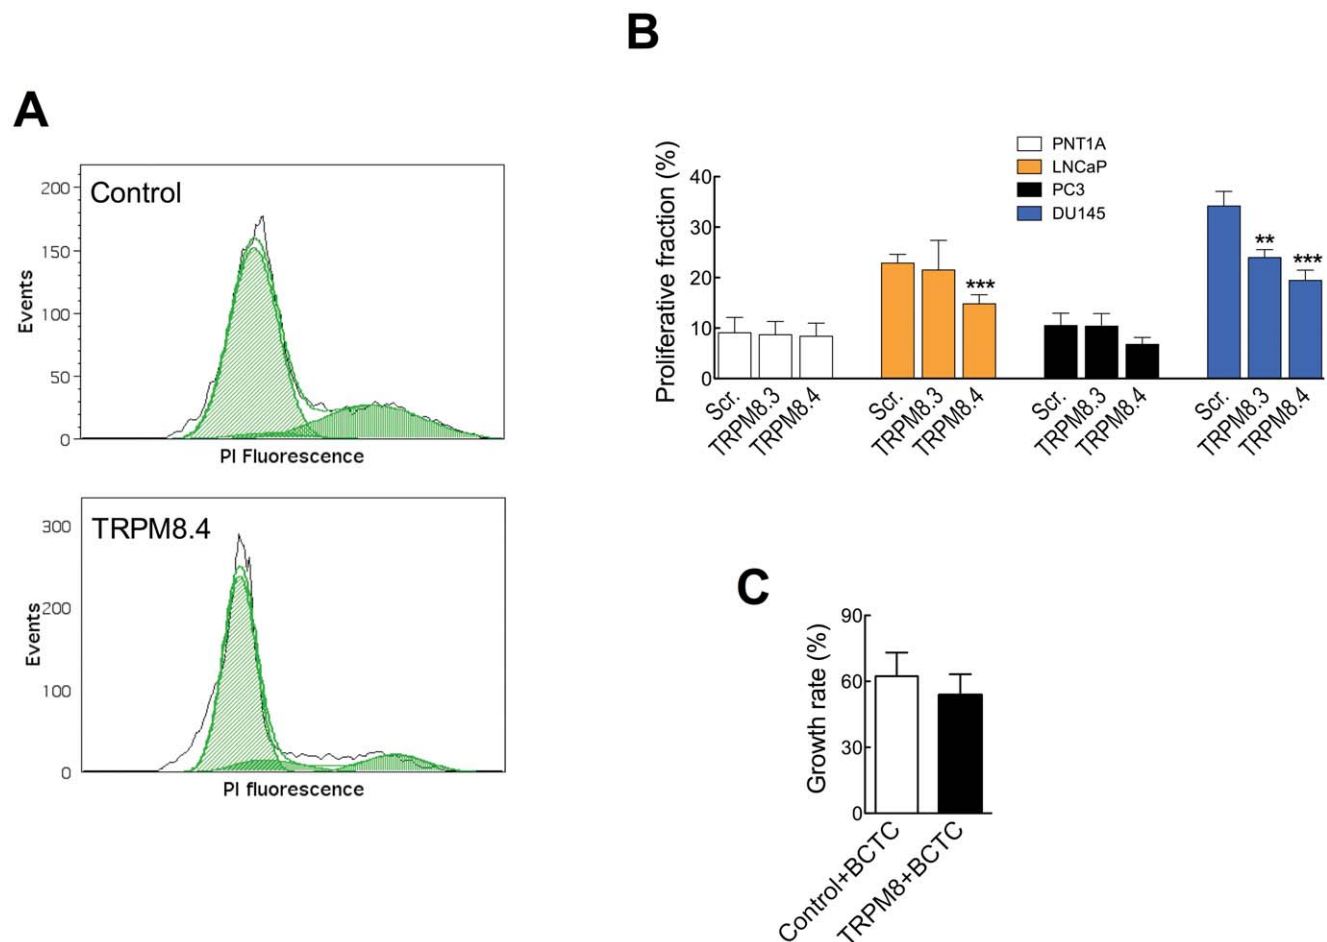 A
Control
Events
200
150
100
50
0
PI Fluorescence
TRPM8.4
Events
300
200
100
0
PI fluorescence
B
Proliferative fraction (%)
40
30
20
10
0
PNT1A
LNCaP
PC3
DU145
***
**
***
Scr.
TRPM8.3
TRPM8.4
Scr.
TRPM8.3
TRPM8.4
Scr.
TRPM8.3
TRPM8.4
Scr.
TRPM8.3
TRPM8.4
C
Growth rate (%)
90
60
30
0
Control+BCTC
TRPM8+BCTC